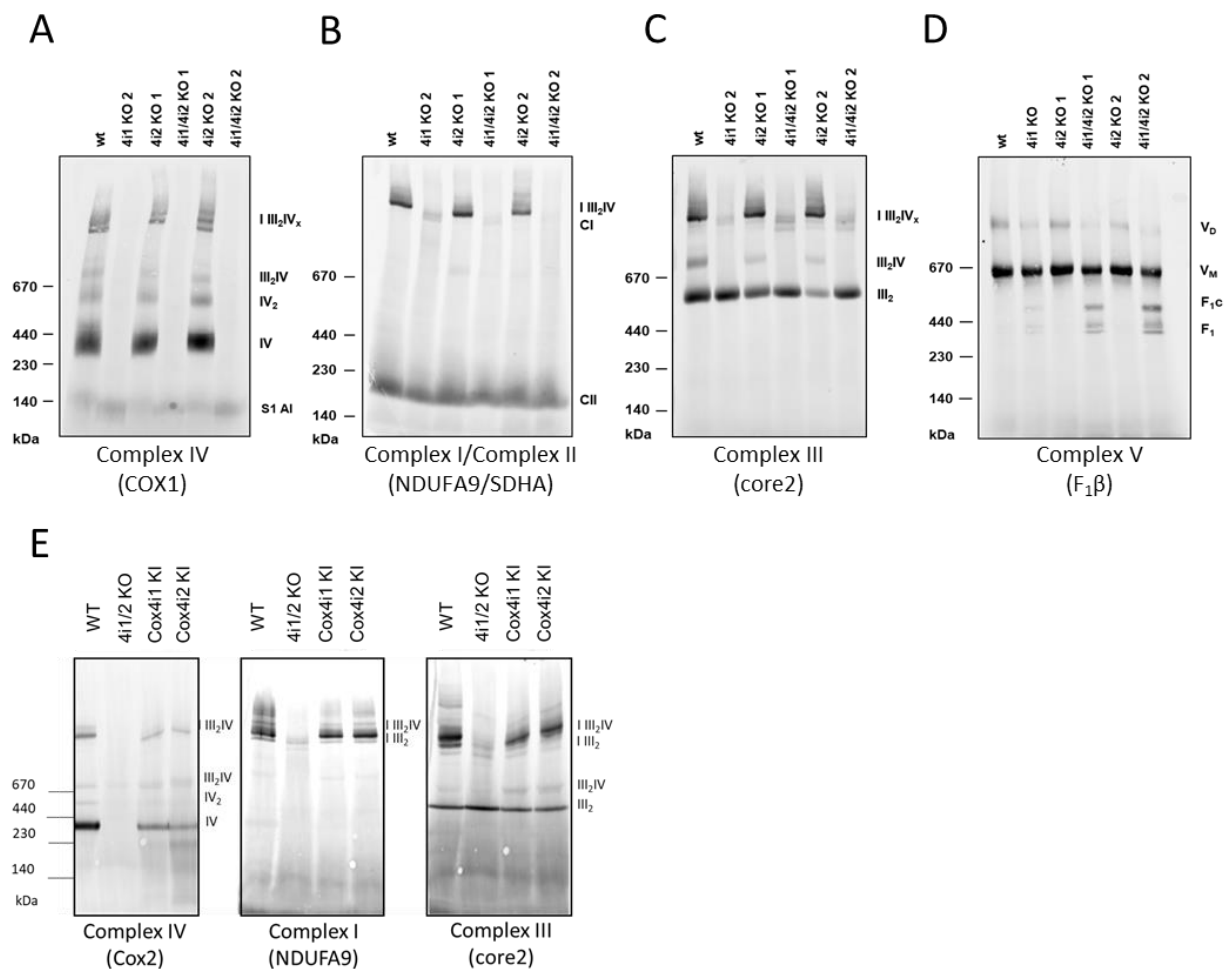 A
wt
4i1 KO 2
4i2 KO 1
4i1/4i2 KO 1
4i2 KO 2
4i1/4i2 KO 2
670
440
230
140
kDa
I III₂IVₓ
III₂IV
IV₂
IV
S1 AI
Complex IV
(COX1)
B
wt
4i1 KO 2
4i2 KO 1
4i1/4i2 KO 1
4i2 KO 2
4i1/4i2 KO 2
670
440
230
140
kDa
I III₂IV
CI
CII
Complex I/Complex II
(NDUFA9/SDHA)
C
wt
4i1 KO 2
4i2 KO 1
4i1/4i2 KO 1
4i2 KO 2
4i1/4i2 KO 2
670
440
230
140
kDa
I III₂IVₓ
III₂IV
III₂
Complex III
(core2)
D
wt
4i1 KO
4i2 KO 1
4i1/4i2 KO 1
4i2 KO 2
4i1/4i2 KO 2
670
440
230
140
kDa
V_D
V_M
F₁c
F₁
Complex V
(F₁β)
E
WT
4i1/2 KO
Cox4i1 KI
Cox4i2 KI
670
440
230
140
kDa
I III₂IV
III₂IV
IV₂
IV
Complex IV
(Cox2)
WT
4i1/2 KO
Cox4i1 KI
Cox4i2 KI
I III₂IV
I III₂
Complex I
(NDUFA9)
WT
4i1/2 KO
Cox4i1 KI
Cox4i2 KI
I III₂IV
I III₂
III₂IV
III₂
Complex III
(core2)